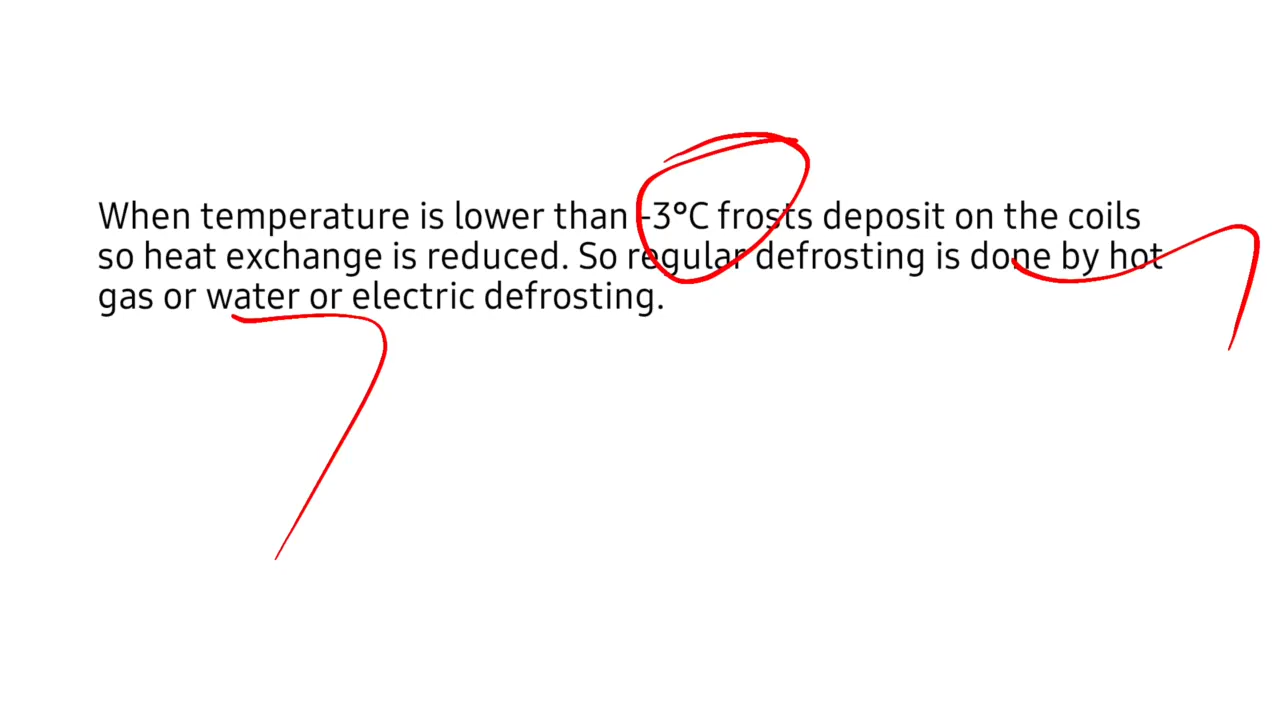 When temperature is lower than -3°C frosts deposit on the coils
so heat exchange is reduced. So regular defrosting is done by hot
gas or water or electric defrosting.